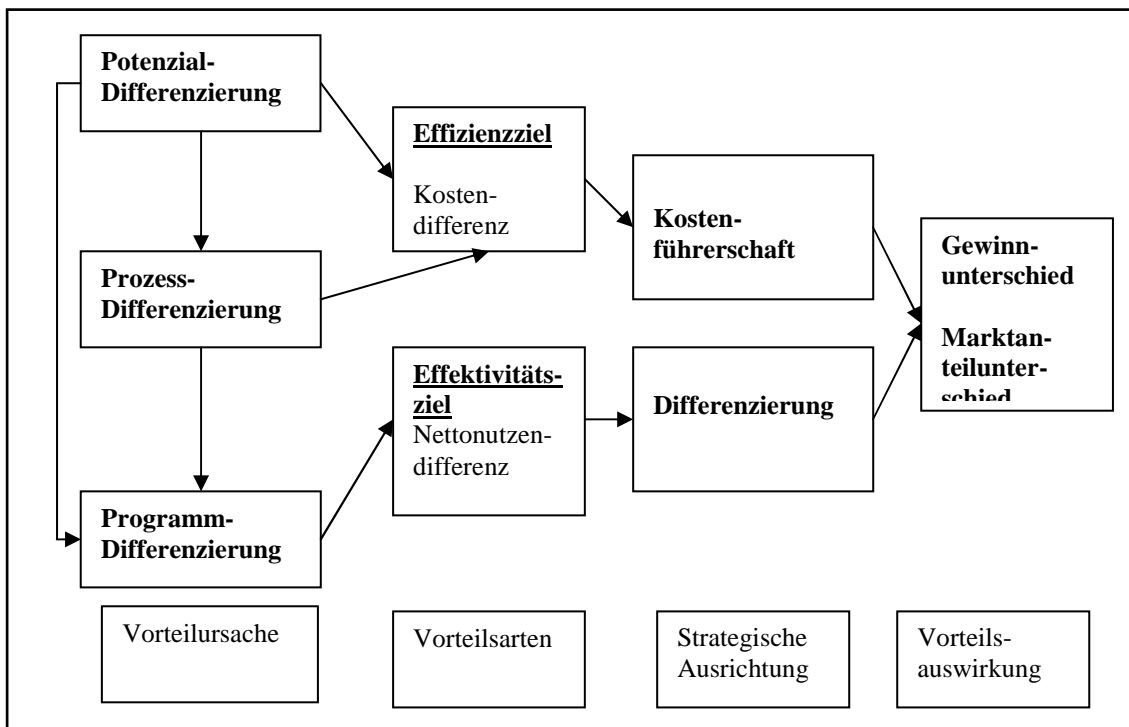 Potenzial-
Differenzierung
Effizienzziel
Kosten-
differenz
Kosten-
führerschaft
Gewinn-
unterschied
Marktan-
teilunter-
schied
Prozess-
Differenzierung
Effektivitäts-
ziel
Nettonutzen-
differenz
Differenzierung
Programm-
Differenzierung
Vorteilursache
Vorteilsarten
Strategische
Ausrichtung
Vorteils-
auswirkung